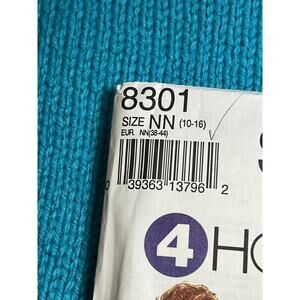 8301
SIZE NN (10-16)
EUR. NN(38-44)
0 39363 13796 2
4 HO